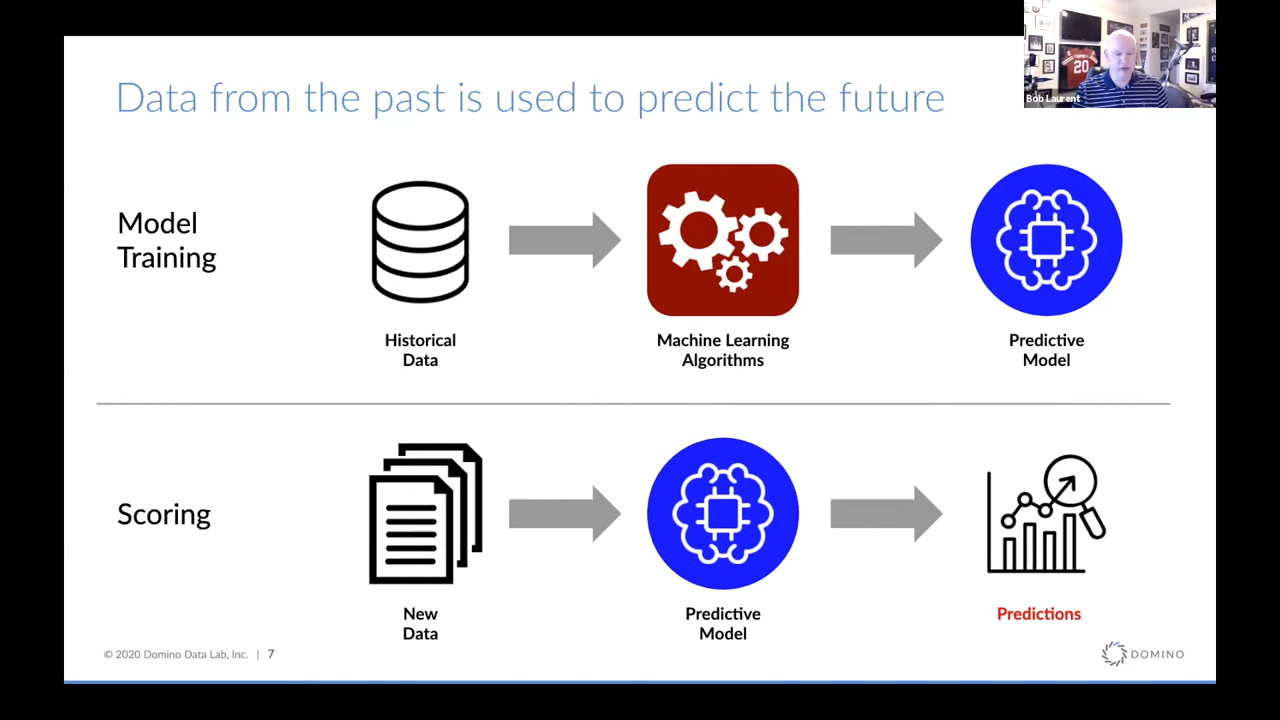 Data from the past is used to predict the future
Bob Laurent
20
Model
Training
Historical
Data
Machine Learning
Algorithms
Predictive
Model
Scoring
New
Data
Predictive
Model
Predictions
© 2020 Domino Data Lab, Inc. | 7
DOMINO